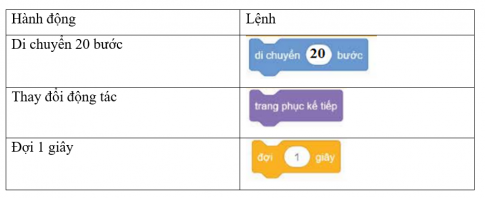 Hành động Lệnh
Di chuyển 20 bước di chuyển 20 bước
Thay đổi động tác trang phục kế tiếp
Đợi 1 giây đợi 1 giây